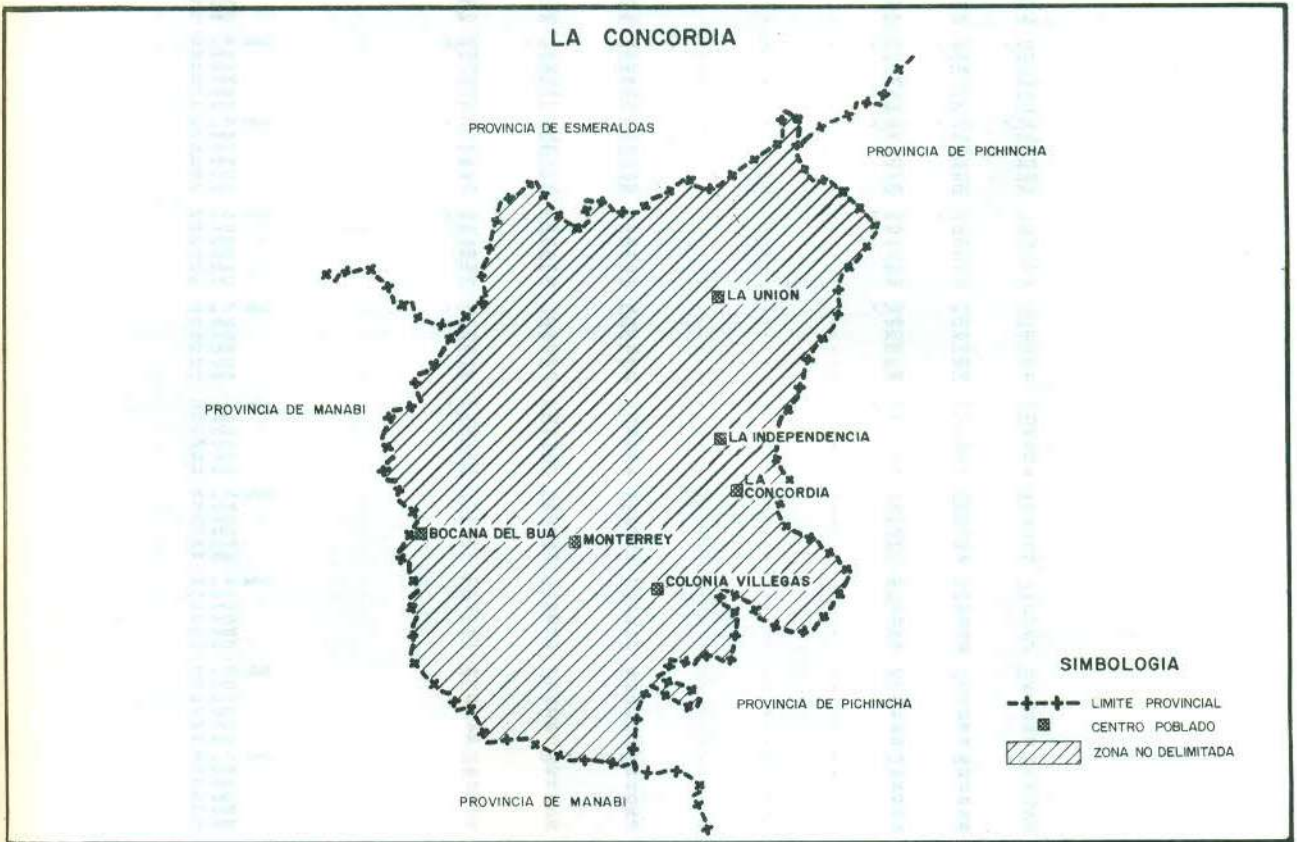 LA CONCORDIA
PROVINCIA DE ESMERALDAS
PROVINCIA DE PICHINCHA
LA UNION
PROVINCIA DE MANABI
LA INDEPENDENCIA
LA
CONCORDIA
BOCANA DEL BUA
MONTERREY
COLONIA VILLEGAS
PROVINCIA DE PICHINCHA
PROVINCIA DE MANABI
SIMBOLOGIA
LIMITE PROVINCIAL
CENTRO POBLADO
ZONA NO DELIMITADA